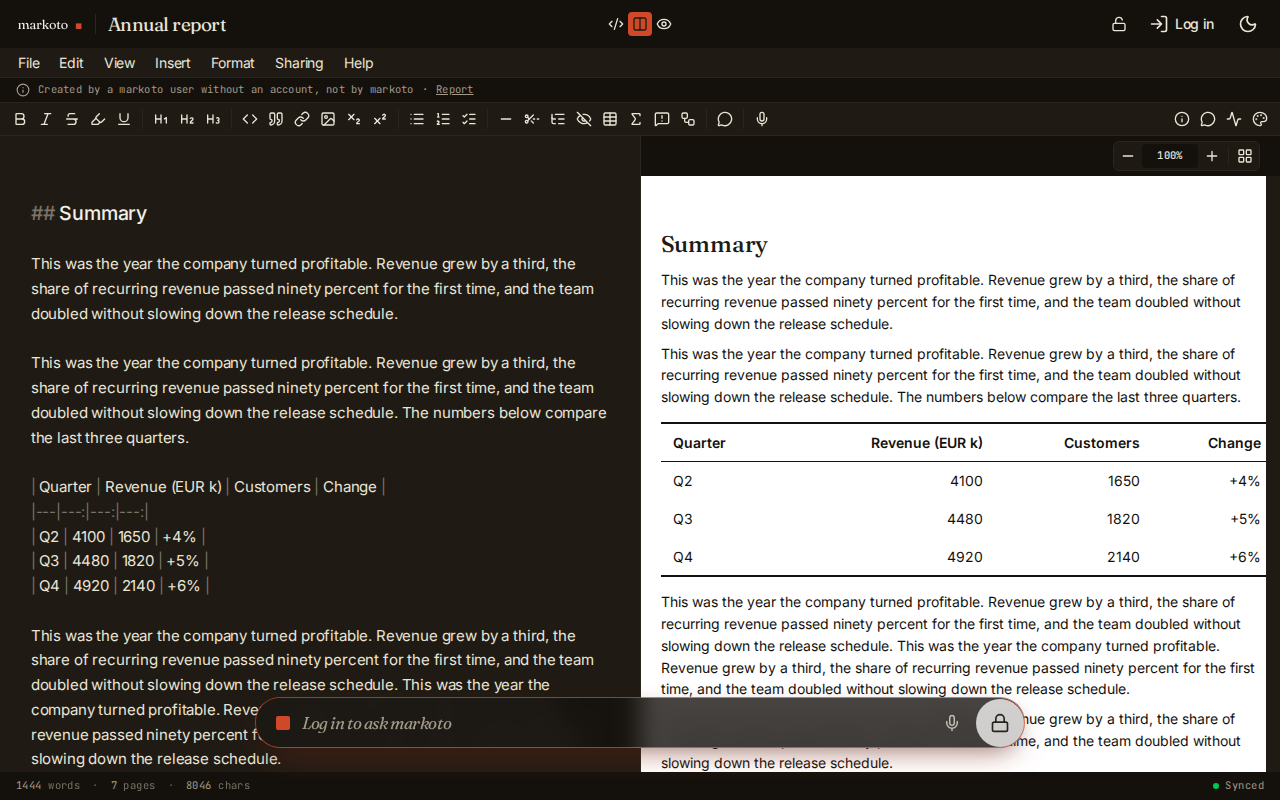 markoto
Annual report
Log in
File Edit View Insert Format Sharing Help
Created by a markoto user without an account, not by markoto · Report
H1 H2 H3
100%
## Summary
This was the year the company turned profitable. Revenue grew by a third, the
share of recurring revenue passed ninety percent for the first time, and the team
doubled without slowing down the release schedule.
This was the year the company turned profitable. Revenue grew by a third, the
share of recurring revenue passed ninety percent for the first time, and the team
doubled without slowing down the release schedule. The numbers below compare
the last three quarters.
| Quarter | Revenue (EUR k) | Customers | Change |
|---|---:|---:|---:|
| Q2 | 4100 | 1650 | +4% |
| Q3 | 4480 | 1820 | +5% |
| Q4 | 4920 | 2140 | +6% |
This was the year the company turned profitable. Revenue grew by a third, the
share of recurring revenue passed ninety percent for the first time, and the team
doubled without slowing down the release schedule. This was the year the
company turned profitable.
revenue passed ninety percent
slowing down the release schedule.
Summary
This was the year the company turned profitable. Revenue grew by a third, the share of
recurring revenue passed ninety percent for the first time, and the team doubled without
slowing down the release schedule.
This was the year the company turned profitable. Revenue grew by a third, the share of
recurring revenue passed ninety percent for the first time, and the team doubled without
slowing down the release schedule. The numbers below compare the last three quarters.
Quarter Revenue (EUR k) Customers Change
Q2 4100 1650 +4%
Q3 4480 1820 +5%
Q4 4920 2140 +6%
This was the year the company turned profitable. Revenue grew by a third, the share of
recurring revenue passed ninety percent for the first time, and the team doubled without
slowing down the release schedule. This was the year the company turned profitable.
Revenue grew by a third, the share of recurring revenue passed ninety percent for the first
time, and the team doubled without slowing down the release schedule.
grew by a third, the share of
and the team doubled without
slowing down the release schedule.
Log in to ask markoto
1444 words · 7 pages · 8046 chars
Synced